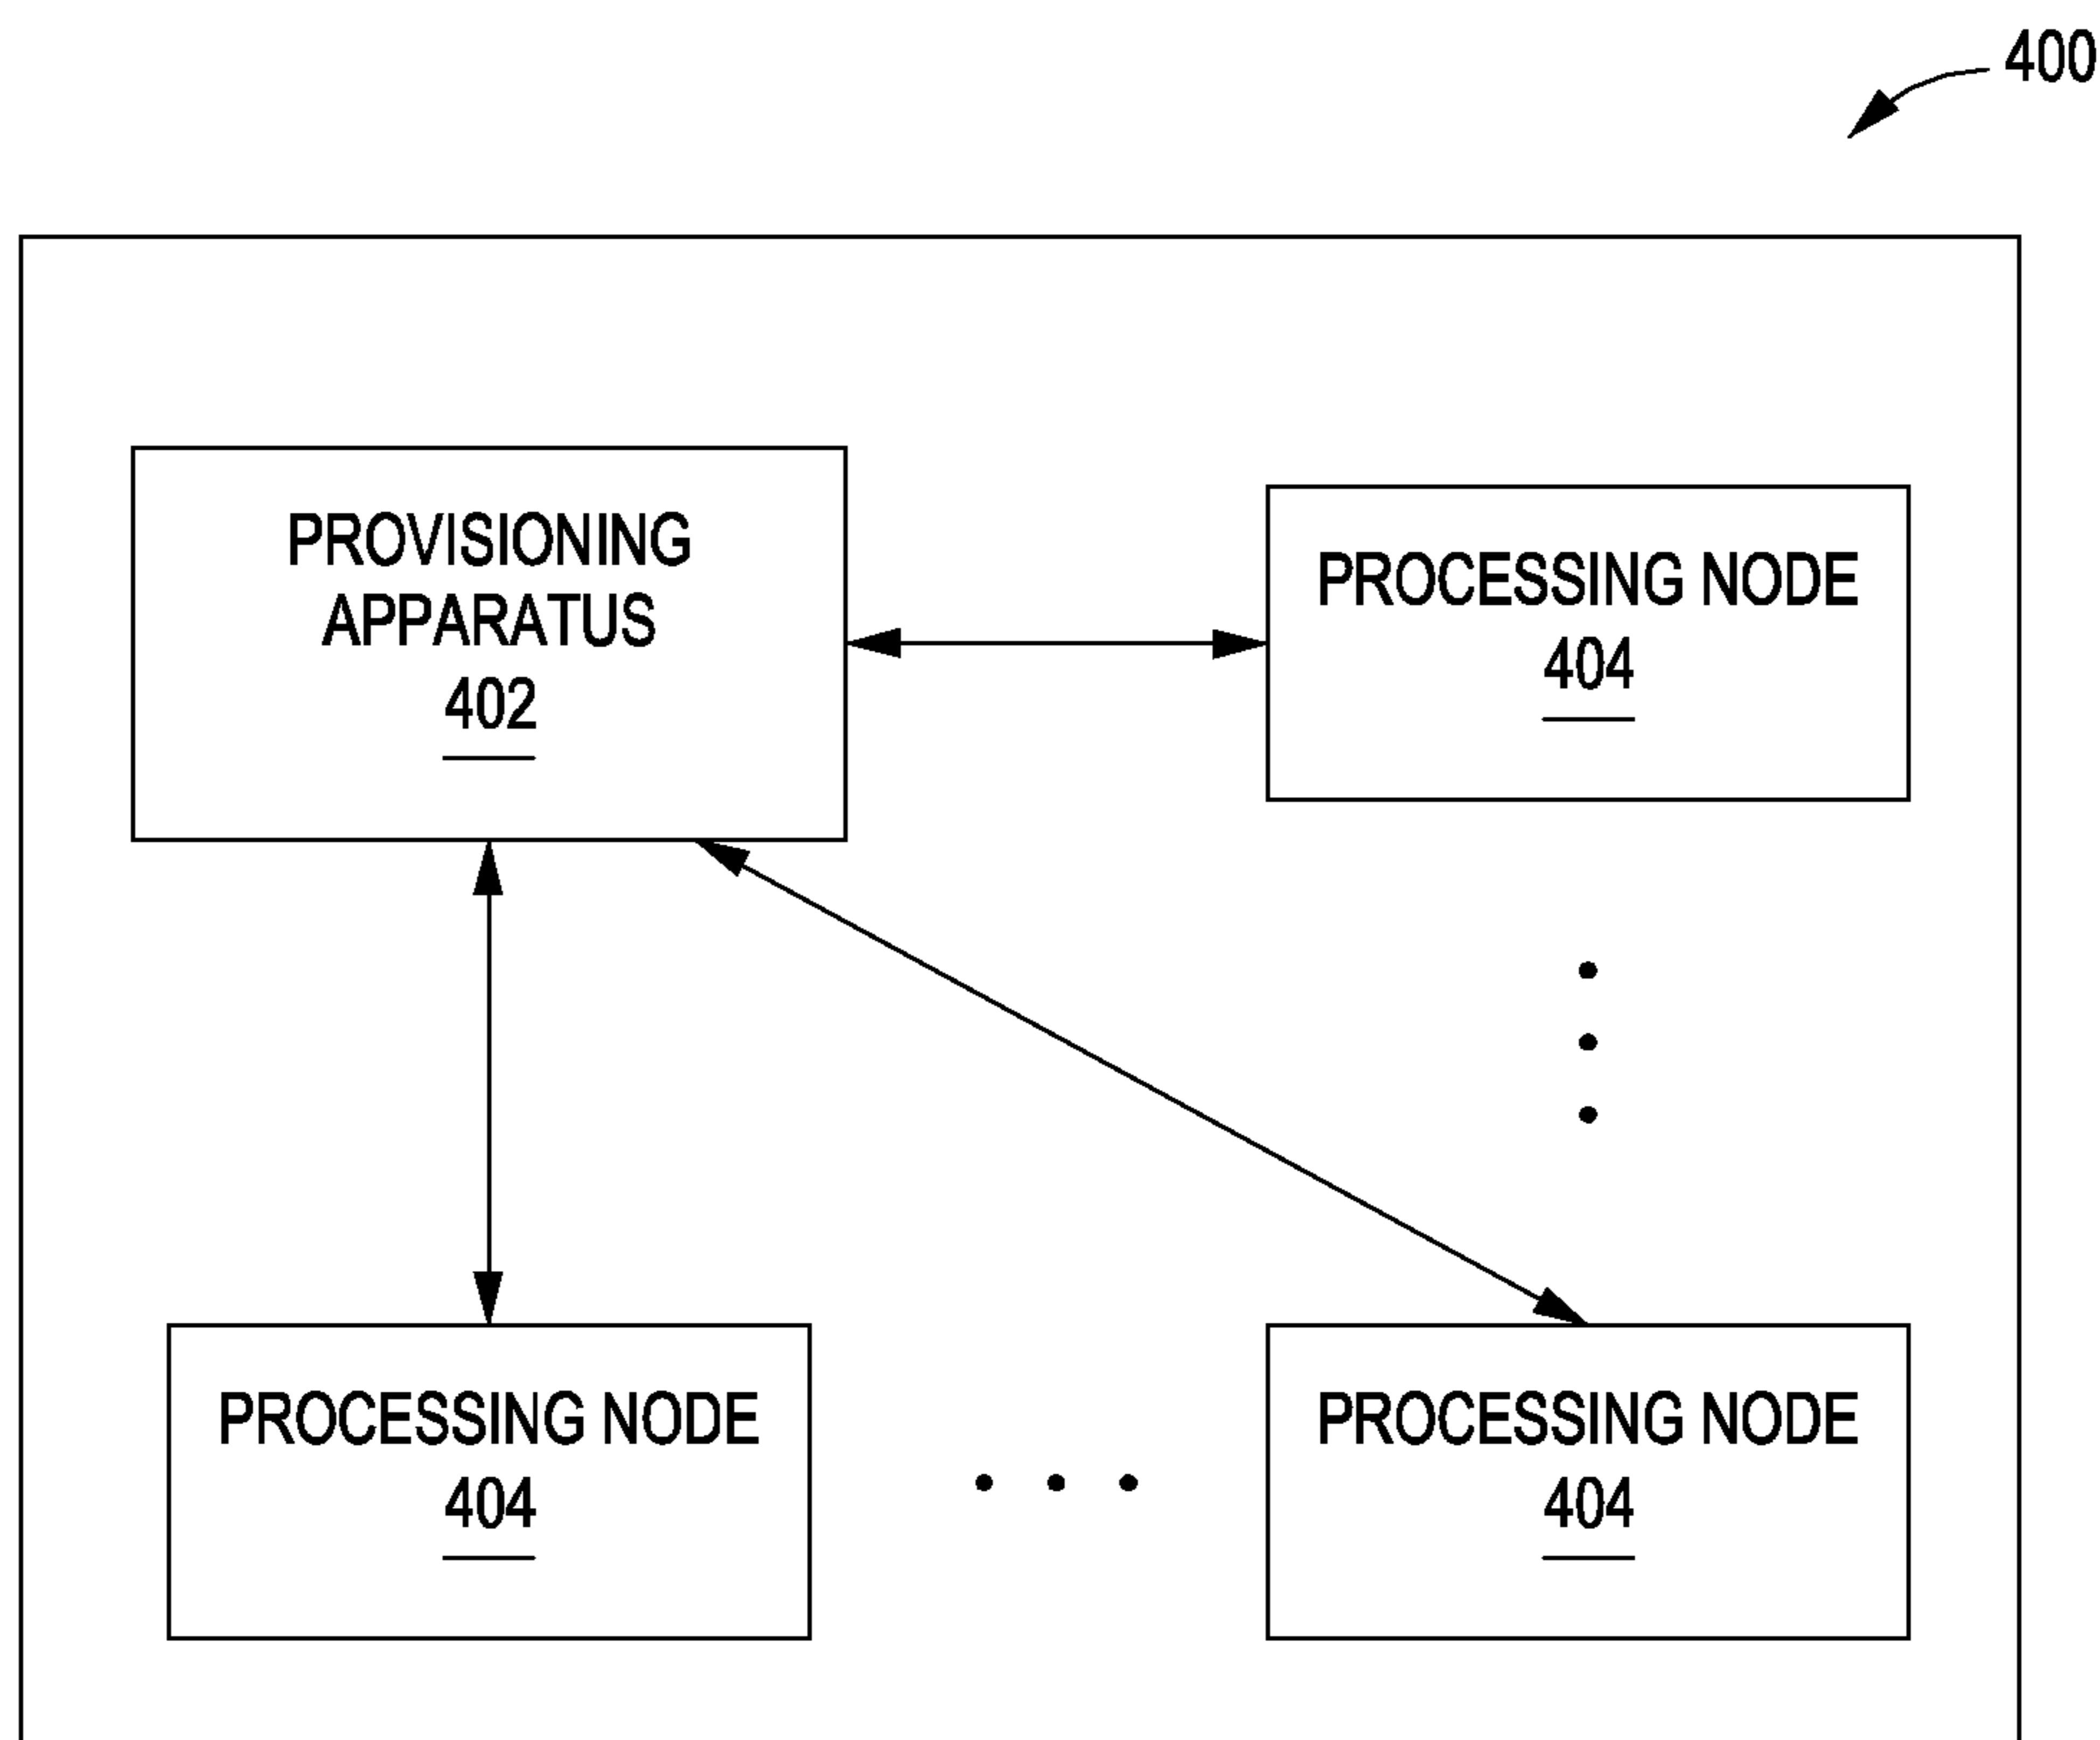 400
PROVISIONING
APPARATUS
402
PROCESSING NODE
404
PROCESSING NODE
404
PROCESSING NODE
404